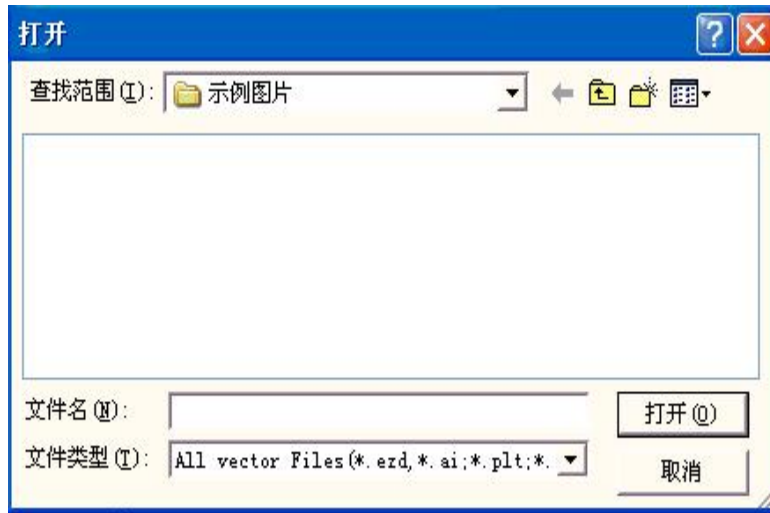 打开
查找范围(I): 示例图片
文件名(N): 打开(O)
文件类型(T): All vector Files(*.ezd,*.ai;*.plt;*.
取消